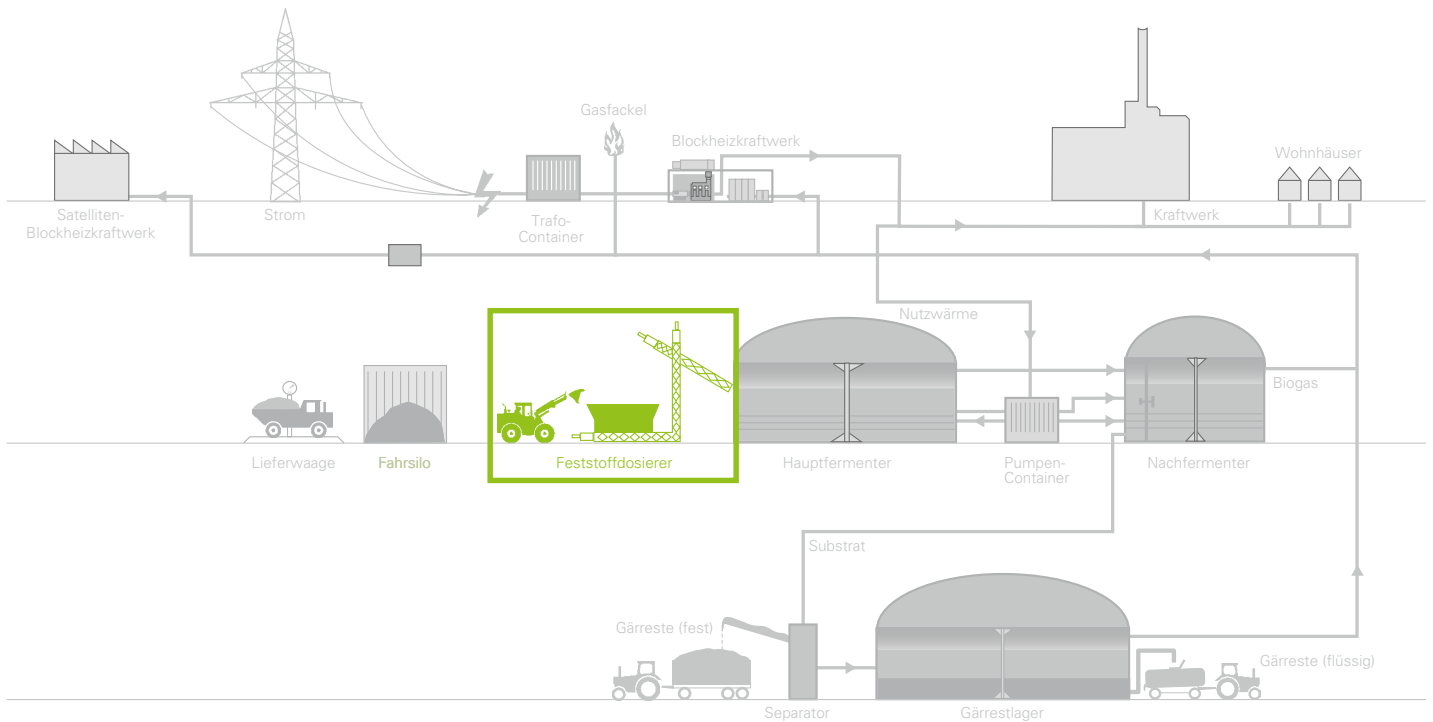 Gasfackel
Blockheizkraftwerk
Wohnhäuser
Satelliten-
Blockheizkraftwerk
Strom
Trafo-
Container
Kraftwerk
Nutzwärme
Biogas
Lieferwaage
Fahrsilo
Feststoffdosierer
Hauptfermenter
Pumpen-
Container
Nachfermenter
Substrat
Gärreste (fest)
Gärreste (flüssig)
Separator
Gärrestlager